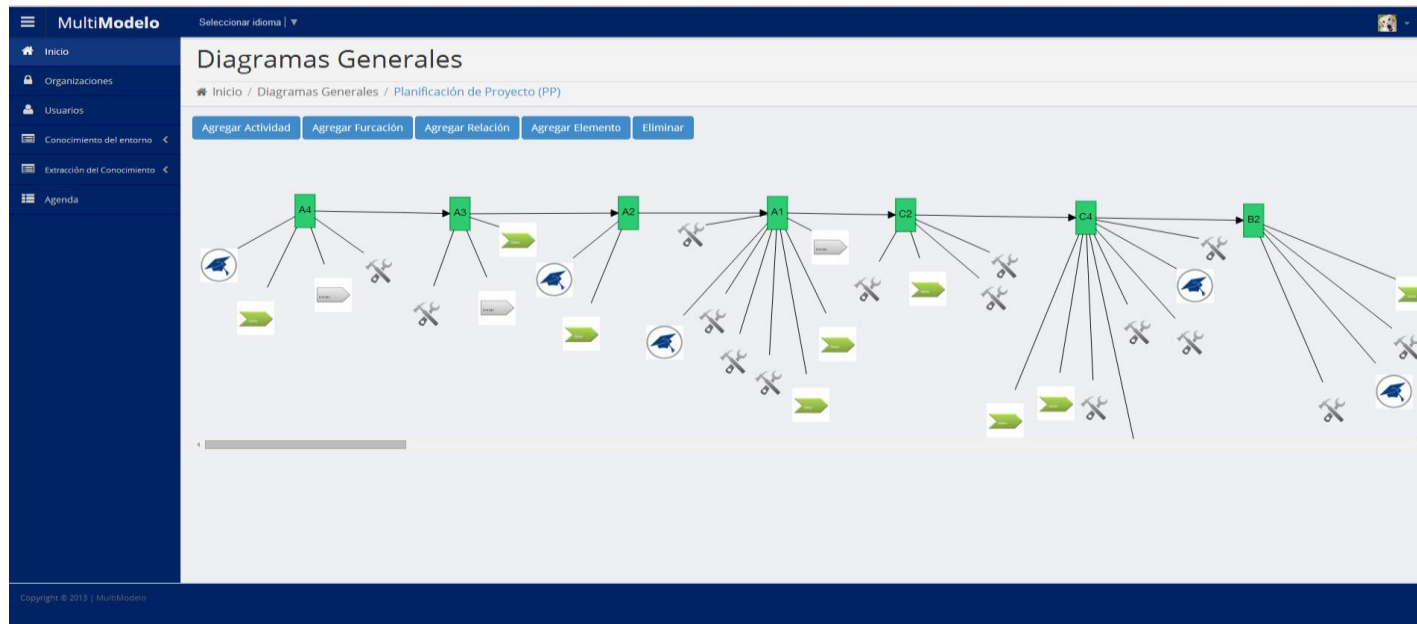 MultiModelo
Seleccionar idioma | ▼
Inicio
Organizaciones
Usuarios
Conocimiento del entorno
Extracción del Conocimiento
Agenda
Diagramas Generales
Inicio / Diagramas Generales / Planificación de Proyecto (PP)
Agregar Actividad
Agregar Furcación
Agregar Relación
Agregar Elemento
Eliminar
A4
A3
A2
A1
C2
C4
B2
Copyright © 2013 | MultiModelo